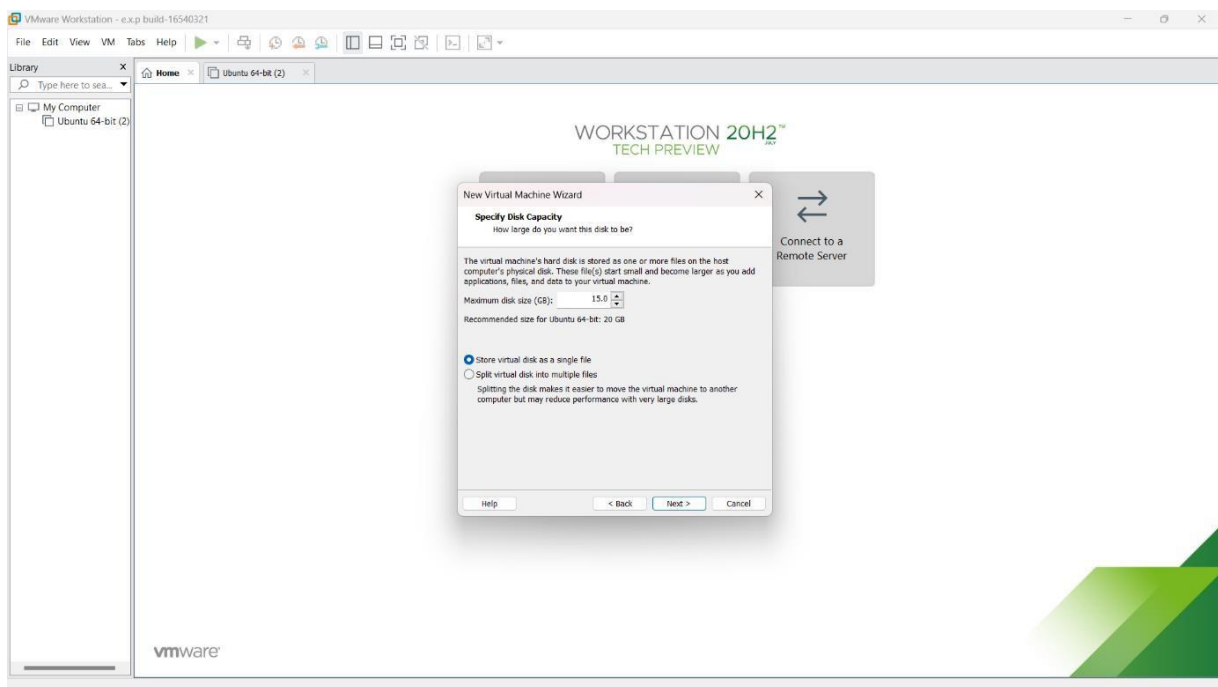 VMware Workstation - e.x.p build-16540321
File Edit View VM Tabs Help
Library X
Home Ubuntu 64-bit (2)
Type here to sea...
My Computer
Ubuntu 64-bit (2)
WORKSTATION 20H2™
JULY
TECH PREVIEW
New Virtual Machine Wizard
Specify Disk Capacity
How large do you want this disk to be?
Connect to a
Remote Server
The virtual machine's hard disk is stored as one or more files on the host
computer's physical disk. These file(s) start small and become larger as you add
applications, files, and data to your virtual machine.
Maximum disk size (GB): 15.0
Recommended size for Ubuntu 64-bit: 20 GB
Store virtual disk as a single file
Split virtual disk into multiple files
Splitting the disk makes it easier to move the virtual machine to another
computer but may reduce performance with very large disks.
Help < Back Next > Cancel
vmware